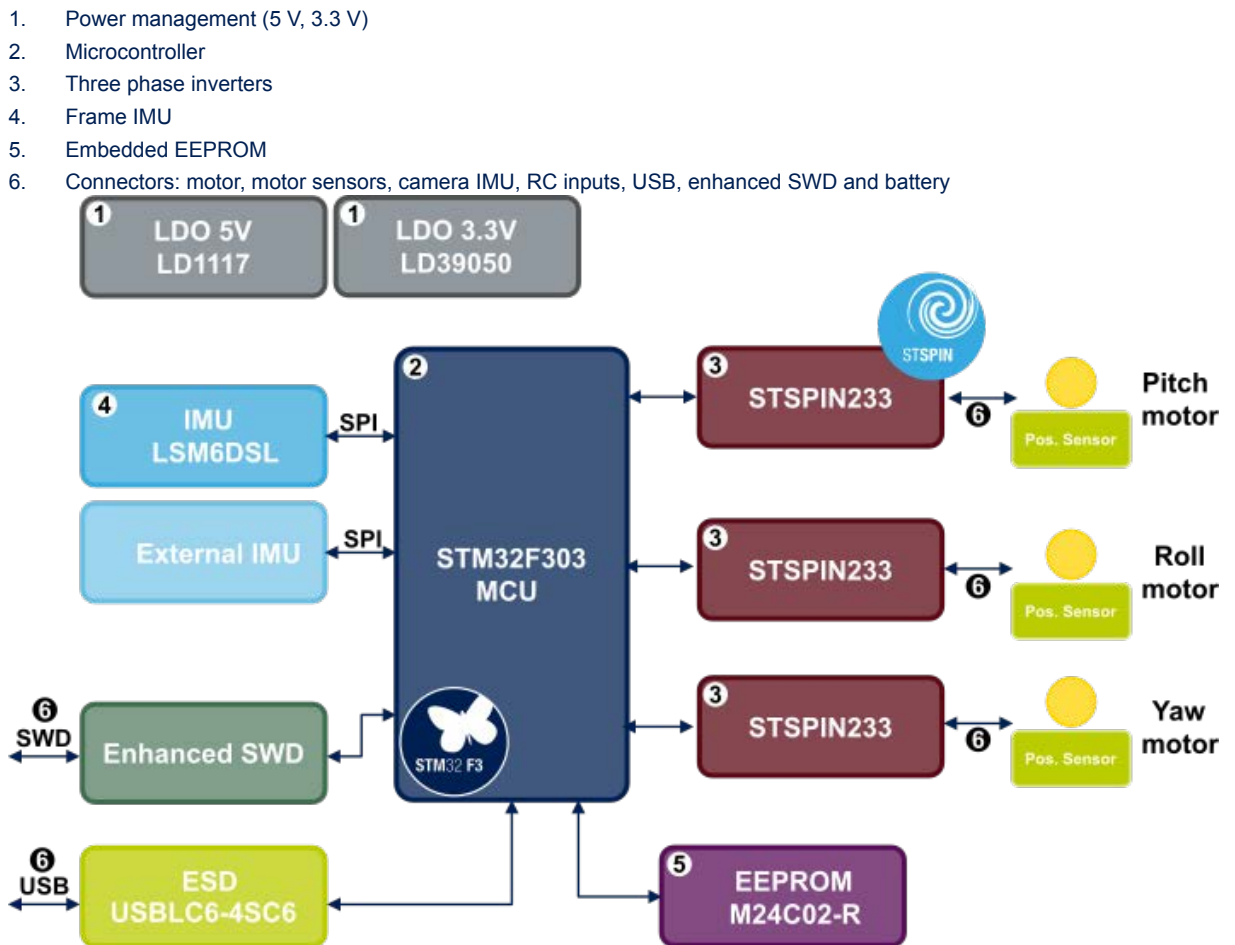 1. Power management (5 V, 3.3 V)
2. Microcontroller
3. Three phase inverters
4. Frame IMU
5. Embedded EEPROM
6. Connectors: motor, motor sensors, camera IMU, RC inputs, USB, enhanced SWD and battery
1
LDO 5V
LD1117
1
LDO 3.3V
LD39050
STSPIN
2
STM32F303
MCU
STM32 F3
4
IMU
LSM6DSL
SPI
External IMU
SPI
6
SWD
Enhanced SWD
6
USB
ESD
USBLC6-4SC6
3
STSPIN233
6
Pos. Sensor
Pitch
motor
3
STSPIN233
6
Pos. Sensor
Roll
motor
3
STSPIN233
6
Pos. Sensor
Yaw
motor
5
EEPROM
M24C02-R